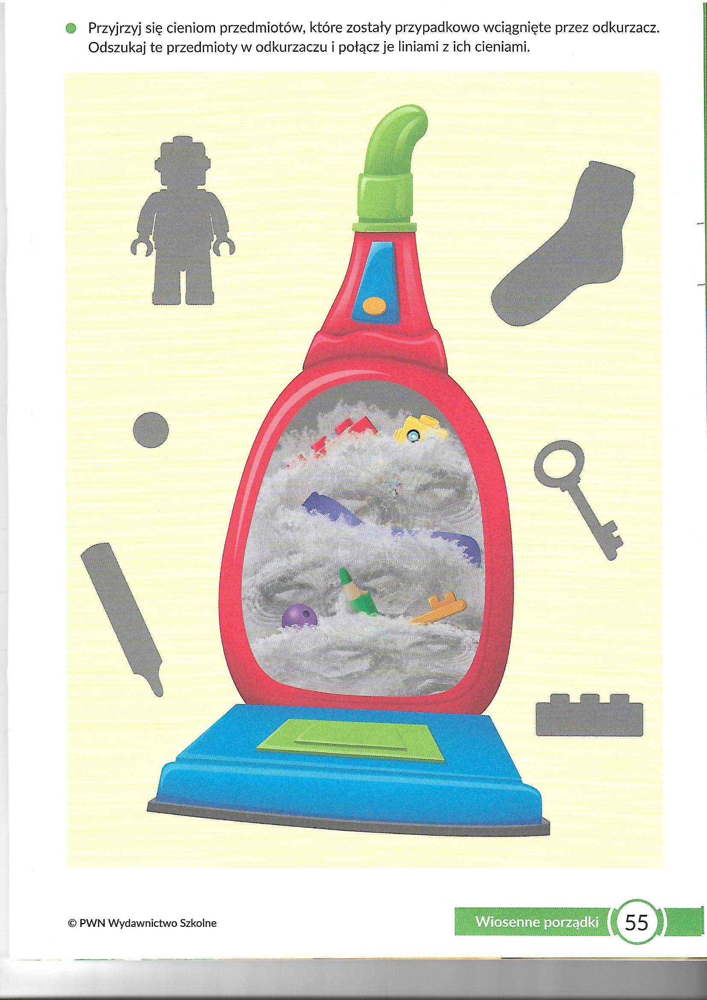 Przyjrzyj się cieniom przedmiotów, które zostały przypadkowo wciągnięte przez odkurzacz.
Odszukaj te przedmioty w odkurzaczu i połącz je liniami z ich cieniami.
© PWN Wydawnictwo Szkolne
Wiosenne porządki 55